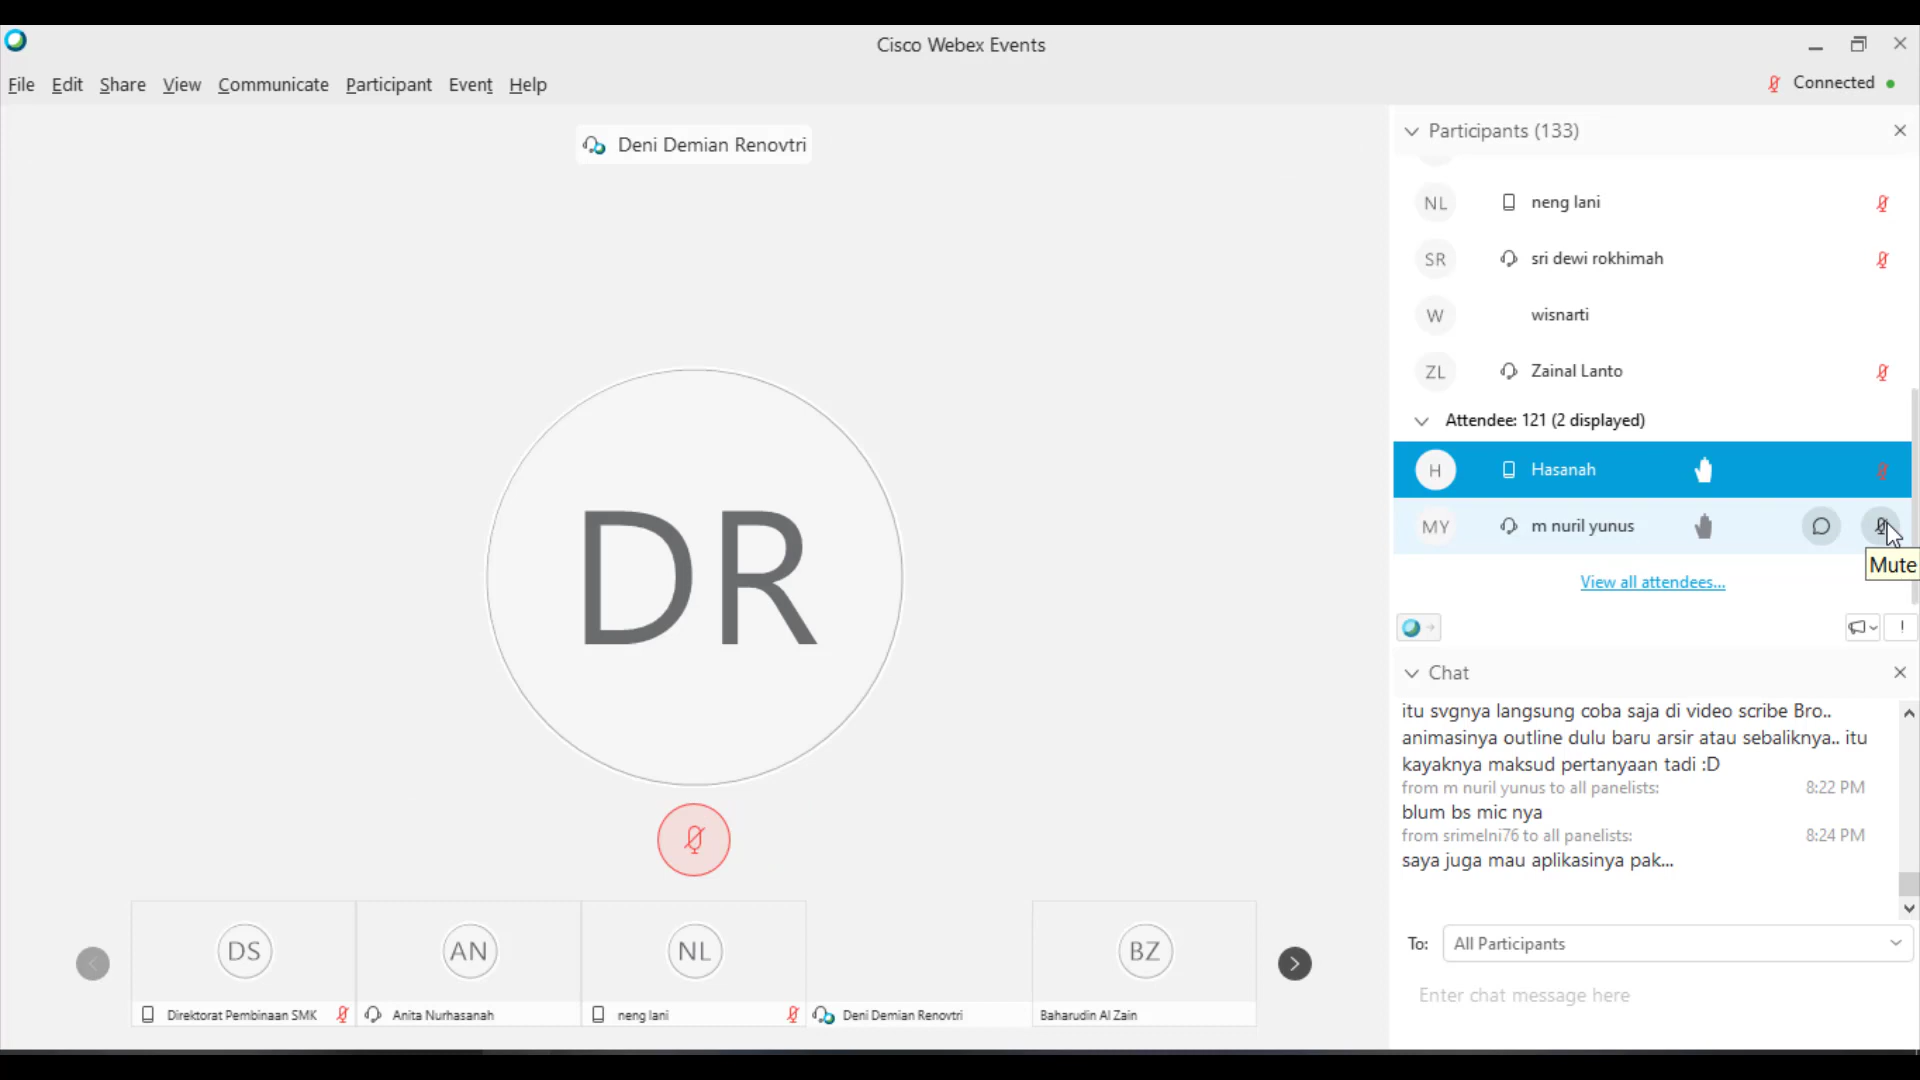 Cisco Webex Events
File Edit Share View Communicate Participant Event Help
Connected
Deni Demian Renovtri
DR
DS
Direktorat Pembinaan SMK
AN
Anita Nurhasanah
NL
neng lani
Deni Demian Renovtri
BZ
Baharudin Al Zain
Participants (133)
NL neng lani
SR sri dewi rokhimah
W wisnarti
ZL Zainal Lanto
Attendee: 121 (2 displayed)
H Hasanah
MY m nuril yunus
Mute
View all attendees...
Chat
itu svgnya langsung coba saja di video scribe Bro..
animasinya outline dulu baru arsir atau sebaliknya.. itu
kayaknya maksud pertanyaan tadi :D
from m nuril yunus to all panelists: 8:22 PM
blum bs mic nya
from srimelni76 to all panelists: 8:24 PM
saya juga mau aplikasinya pak...
To: All Participants
Enter chat message here